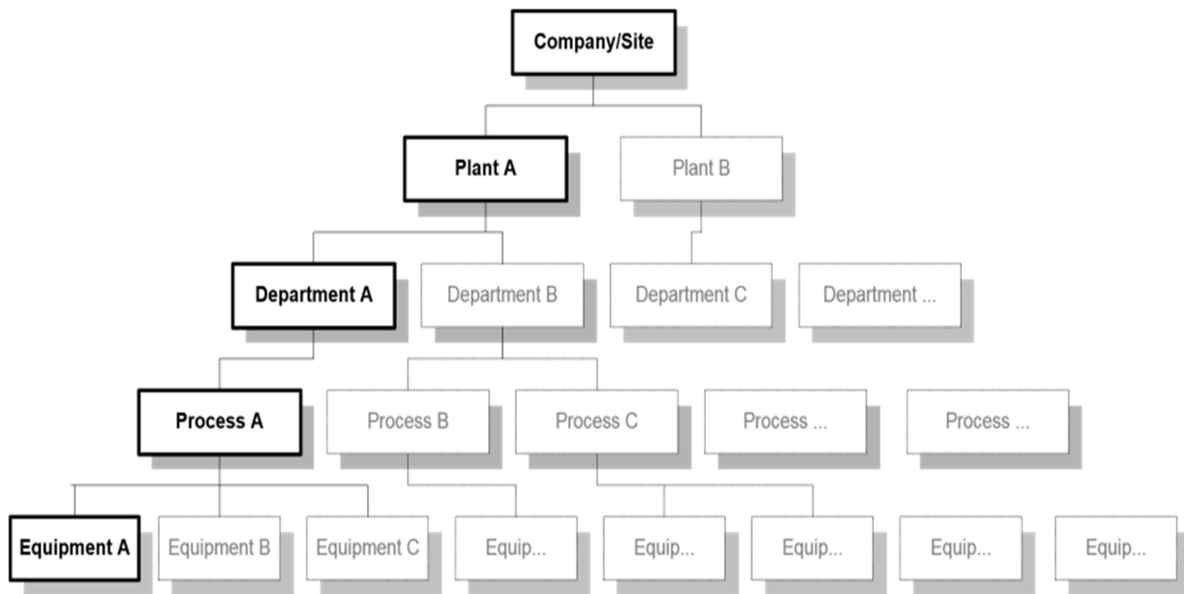 Company/Site
Plant A
Plant B
Department A
Department B
Department C
Department ...
Process A
Process B
Process C
Process ...
Process ...
Equipment A
Equipment B
Equipment C
Equip...
Equip...
Equip...
Equip...
Equip...